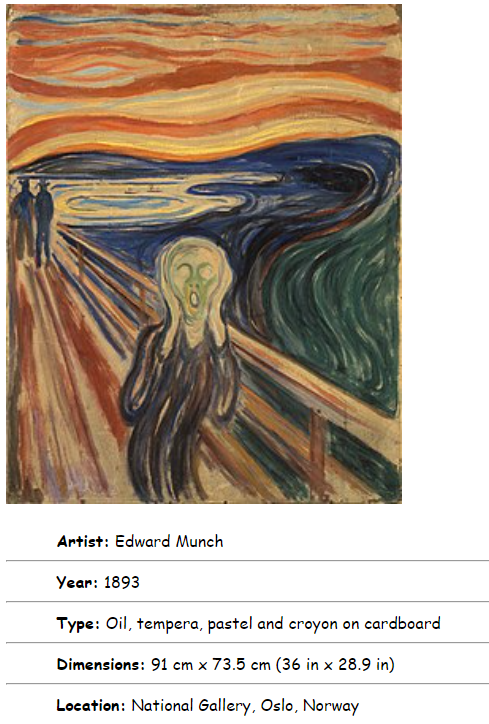 Artist: Edward Munch
Year: 1893
Type: Oil, tempera, pastel and croyon on cardboard
Dimensions: 91 cm x 73.5 cm (36 in x 28.9 in)
Location: National Gallery, Oslo, Norway